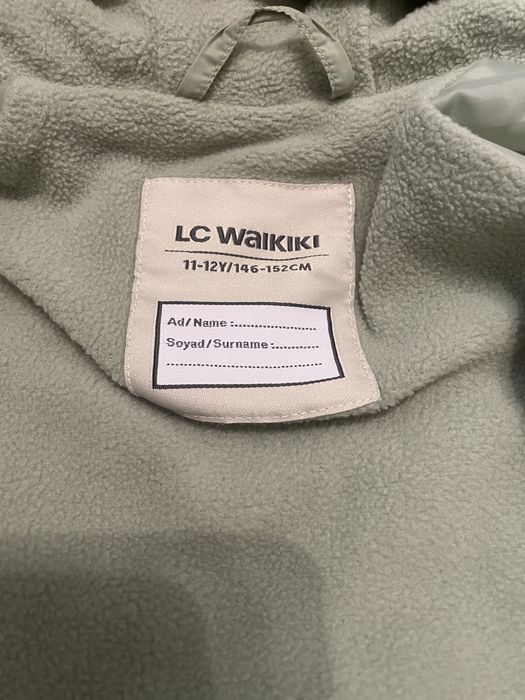 LC WAIKIKI
11-12Y/146-152CM
Ad/Name :....................
Soyad/Surname :...........
.......................................